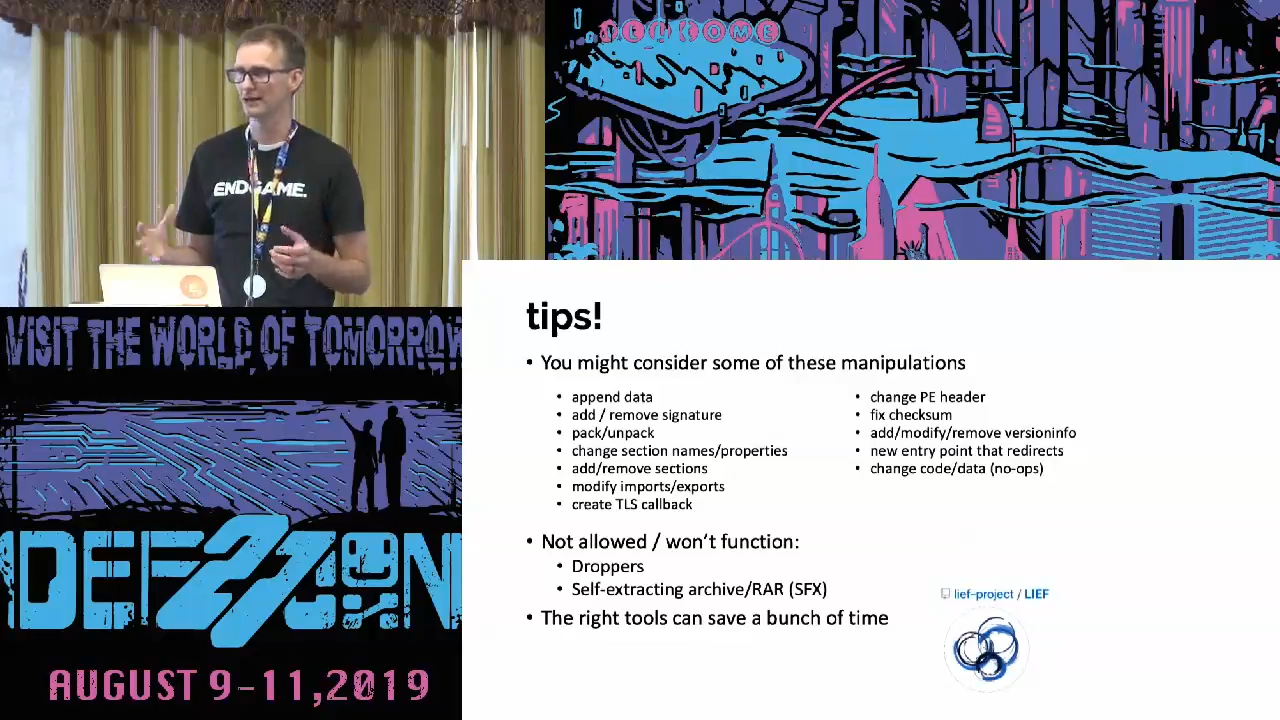 WELCOME
ENDGAME.
tips!
• You might consider some of these manipulations
• append data
• add / remove signature
• pack/unpack
• change section names/properties
• add/remove sections
• modify imports/exports
• create TLS callback
• change PE header
• fix checksum
• add/modify/remove versioninfo
• new entry point that redirects
• change code/data (no-ops)
• Not allowed / won't function:
• Droppers
• Self-extracting archive/RAR (SFX)
• The right tools can save a bunch of time
lief-project / LIEF
VISIT THE WORLD OF TOMORROW
DEF CON 27
AUGUST 9-11,2019